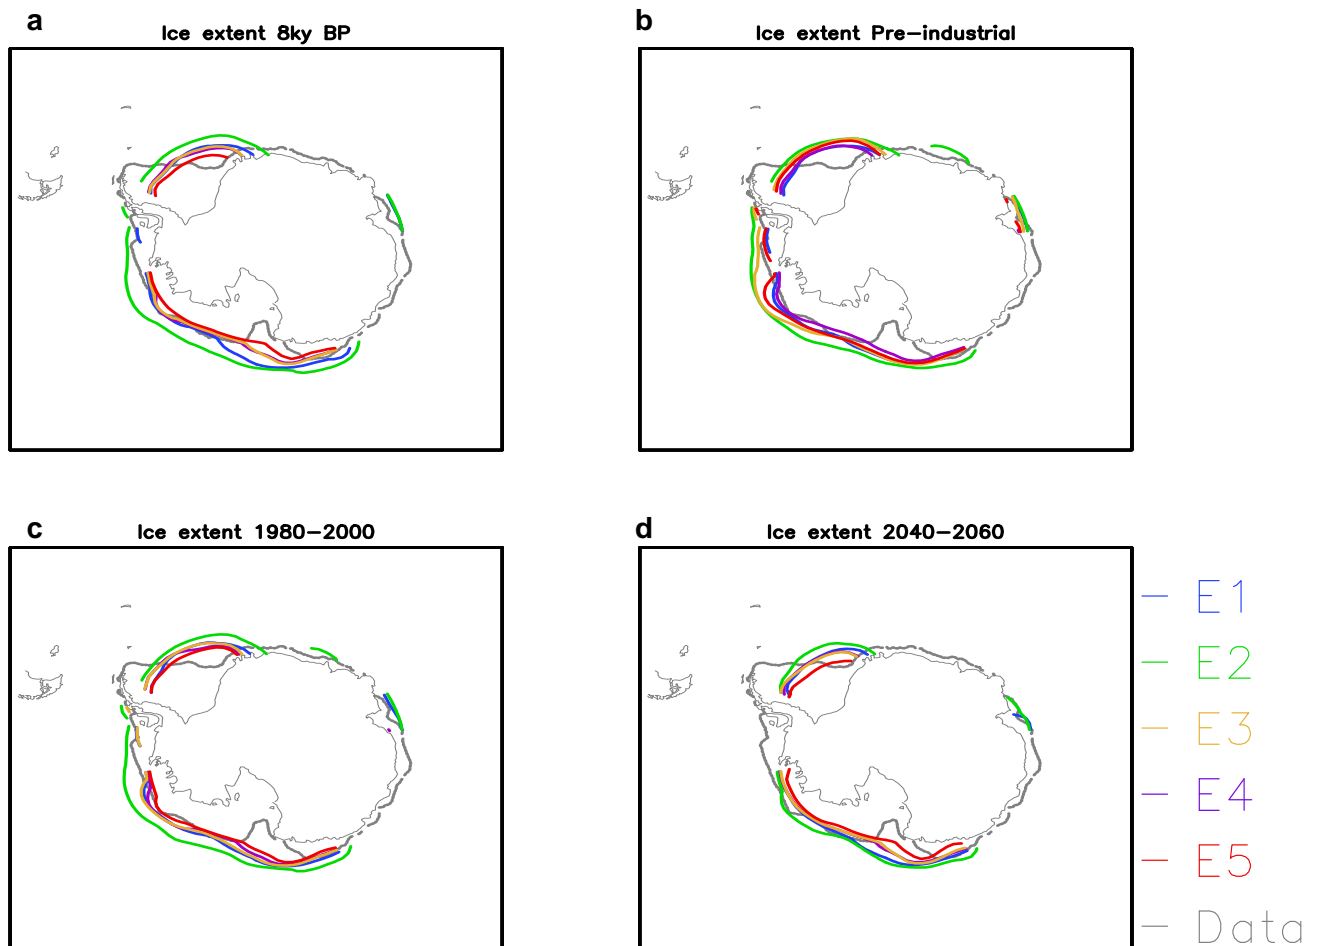 a
Ice extent 8ky BP
b
Ice extent Pre-industrial
c
Ice extent 1980-2000
d
Ice extent 2040-2060
E1
E2
E3
E4
E5
Data